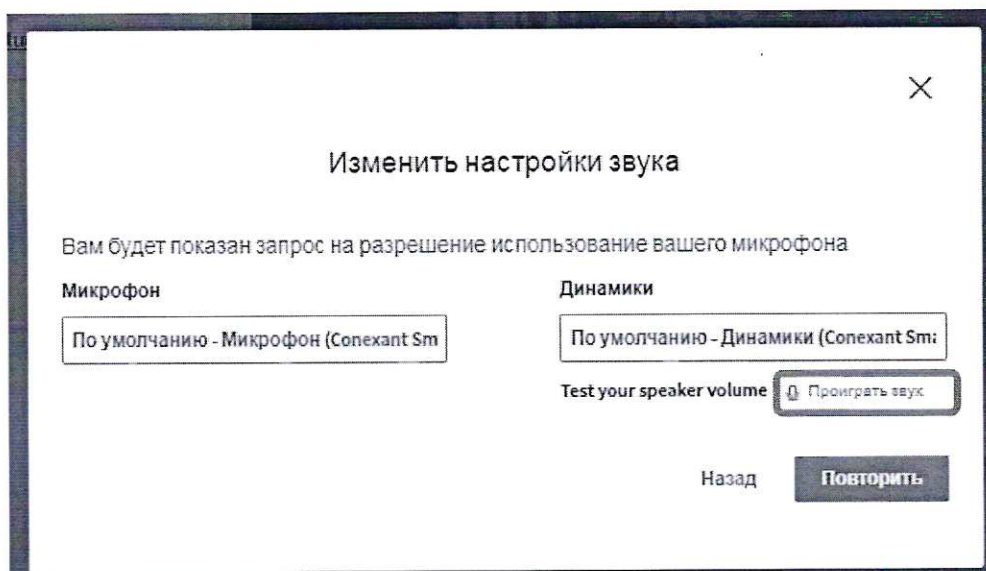 Изменить настройки звука
Вам будет показан запрос на разрешение использование вашего микрофона
Микрофон
Динамики
По умолчанию - Микрофон (Conexant Sm
По умолчанию - Динамики (Conexant Sma
Test your speaker volume
Проиграть звук
Назад
Повторить